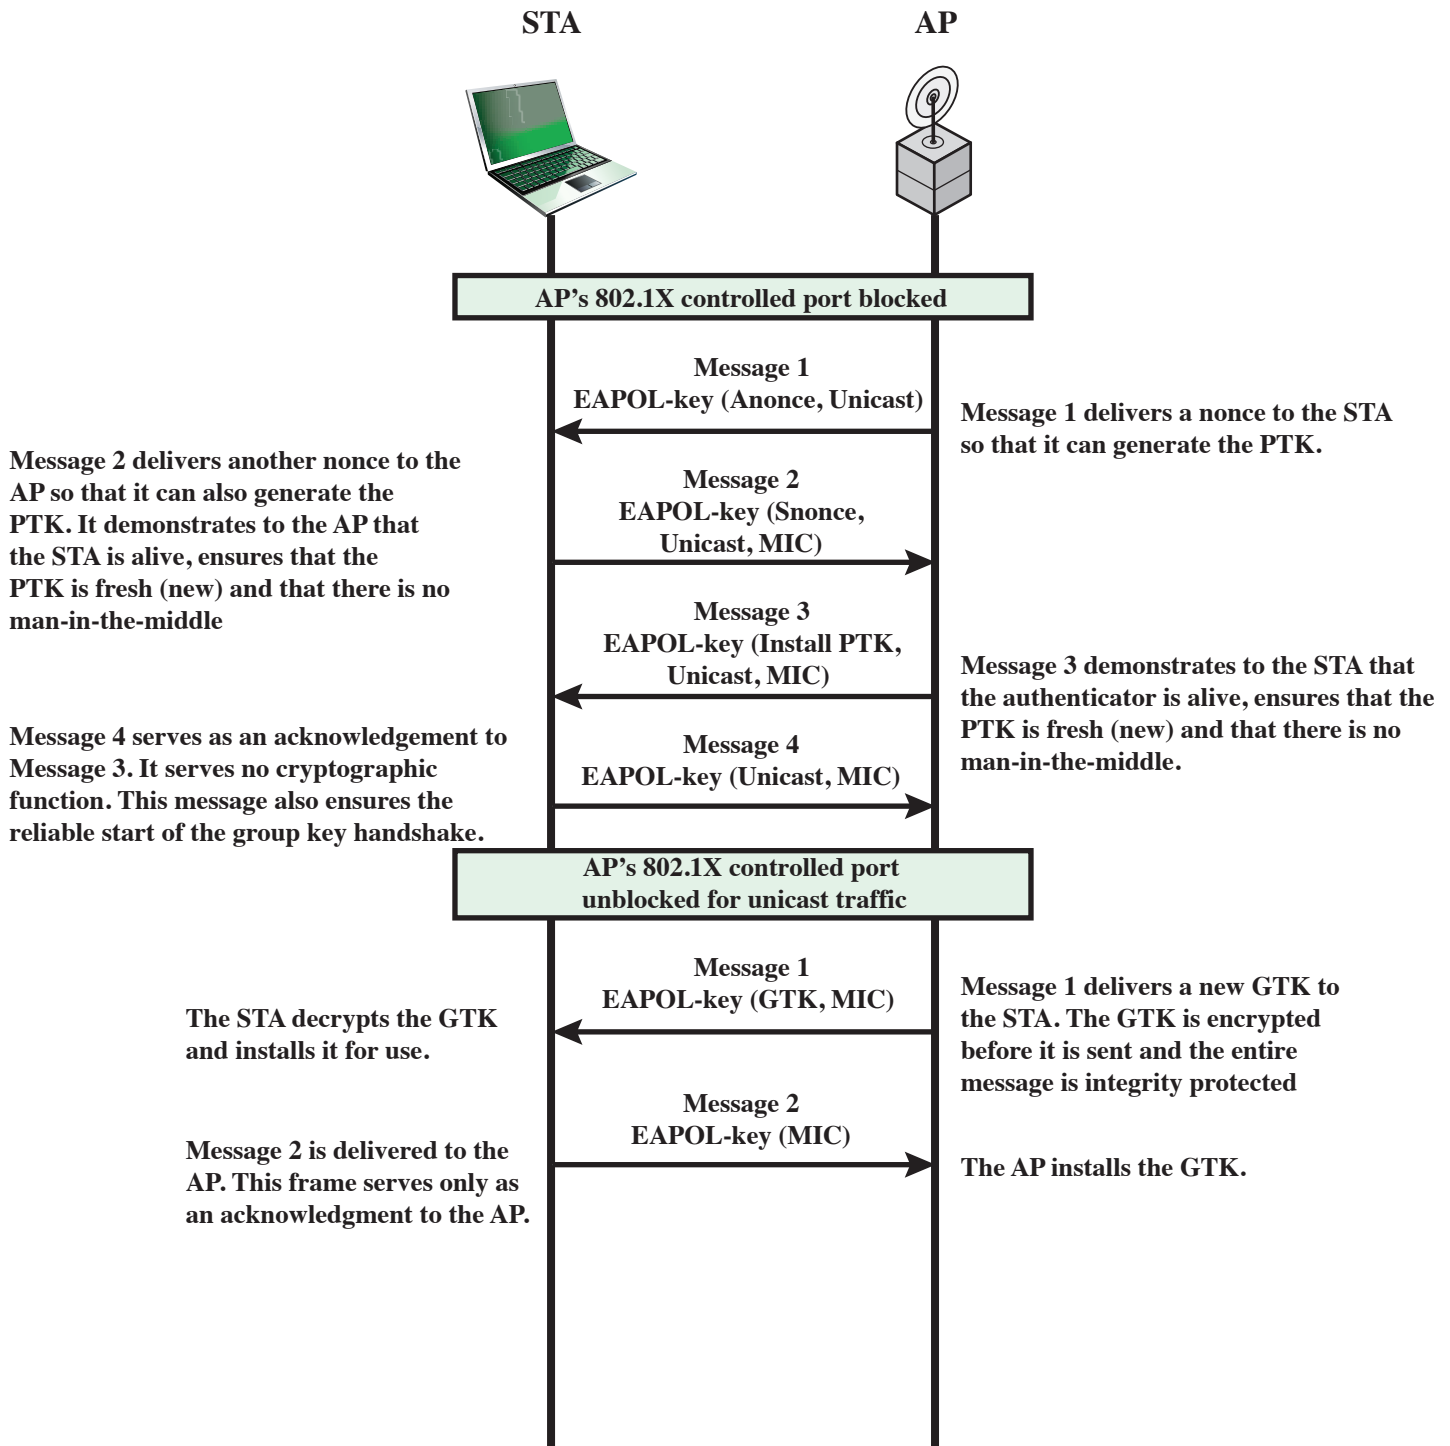 STA
AP
AP’s 802.1X controlled port blocked
Message 1
EAPOL-key (Anonce, Unicast)
Message 1 delivers a nonce to the STA
so that it can generate the PTK.
Message 2 delivers another nonce to the
AP so that it can also generate the
PTK. It demonstrates to the AP that
the STA is alive, ensures that the
PTK is fresh (new) and that there is no
man-in-the-middle
Message 2
EAPOL-key (Snonce,
Unicast, MIC)
Message 3
EAPOL-key (Install PTK,
Unicast, MIC)
Message 3 demonstrates to the STA that
the authenticator is alive, ensures that the
PTK is fresh (new) and that there is no
man-in-the-middle.
Message 4 serves as an acknowledgement to
Message 3. It serves no cryptographic
function. This message also ensures the
reliable start of the group key handshake.
Message 4
EAPOL-key (Unicast, MIC)
AP’s 802.1X controlled port
unblocked for unicast traffic
Message 1
EAPOL-key (GTK, MIC)
Message 1 delivers a new GTK to
the STA. The GTK is encrypted
before it is sent and the entire
message is integrity protected
The STA decrypts the GTK
and installs it for use.
Message 2
EAPOL-key (MIC)
Message 2 is delivered to the
AP. This frame serves only as
an acknowledgment to the AP.
The AP installs the GTK.